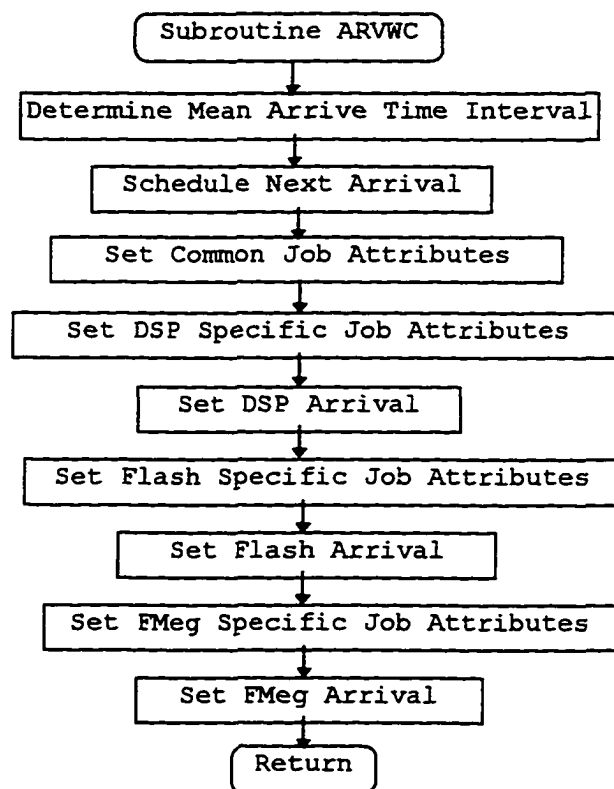 Subroutine ARVWC
Determine Mean Arrive Time Interval
Schedule Next Arrival
Set Common Job Attributes
Set DSP Specific Job Attributes
Set DSP Arrival
Set Flash Specific Job Attributes
Set Flash Arrival
Set FMeg Specific Job Attributes
Set FMeg Arrival
Return